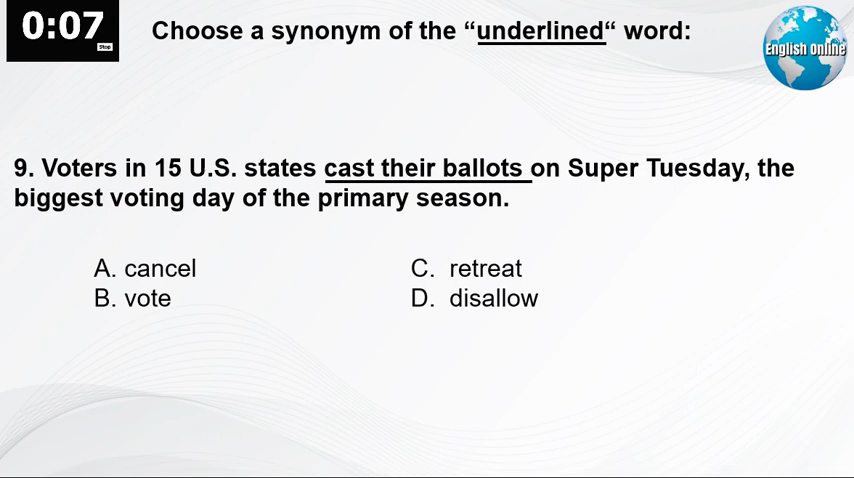 0:07
Stop
Choose a synonym of the “underlined“ word:
English Online
9. Voters in 15 U.S. states cast their ballots on Super Tuesday, the
biggest voting day of the primary season.
A. cancel
B. vote
C. retreat
D. disallow